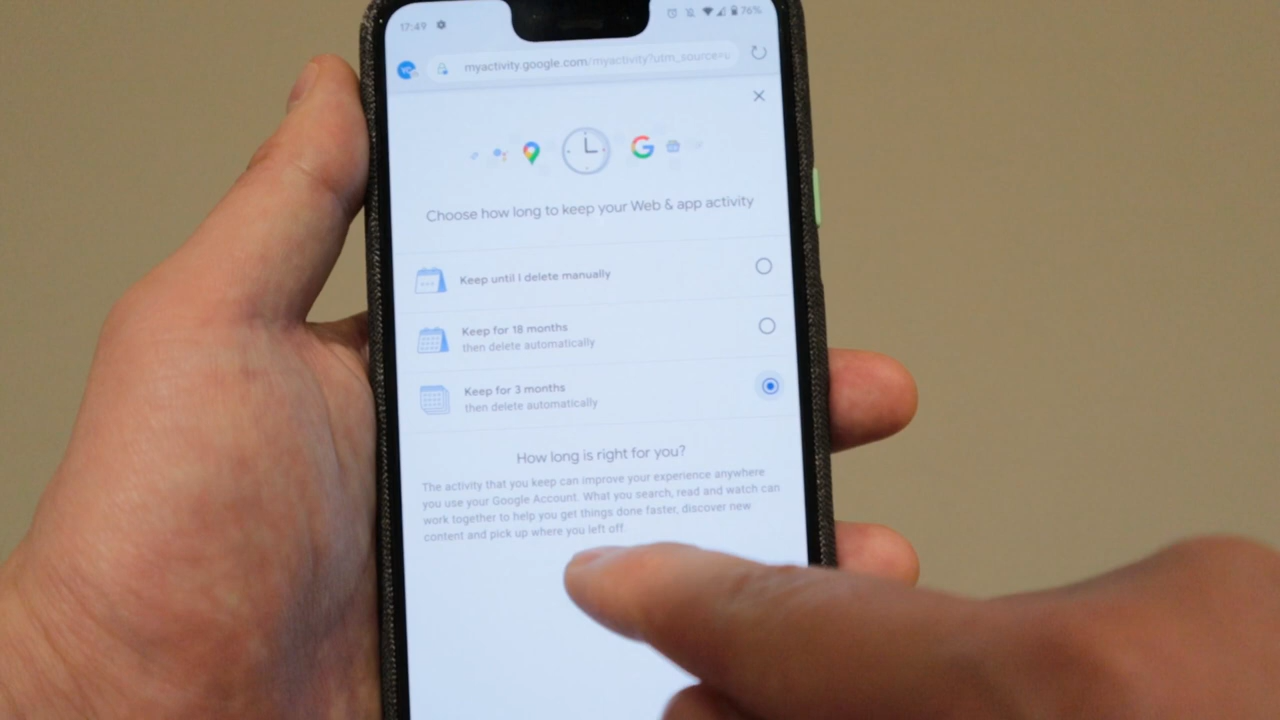 17:49
76%
myactivity.google.com/myactivity?utm_source=u
Choose how long to keep your Web & app activity
Keep until I delete manually
Keep for 18 months
then delete automatically
Keep for 3 months
then delete automatically
How long is right for you?
The activity that you keep can improve your experience anywhere
you use your Google Account. What you search, read and watch can
work together to help you get things done faster, discover new
content and pick up where you left off.